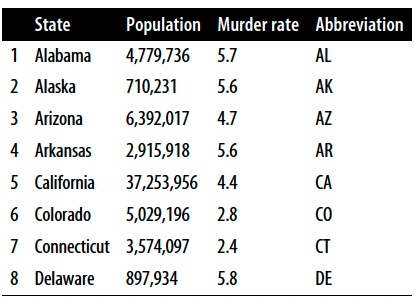 State Population Murder rate Abbreviation
1 Alabama 4,779,736 5.7 AL
2 Alaska 710,231 5.6 AK
3 Arizona 6,392,017 4.7 AZ
4 Arkansas 2,915,918 5.6 AR
5 California 37,253,956 4.4 CA
6 Colorado 5,029,196 2.8 CO
7 Connecticut 3,574,097 2.4 CT
8 Delaware 897,934 5.8 DE